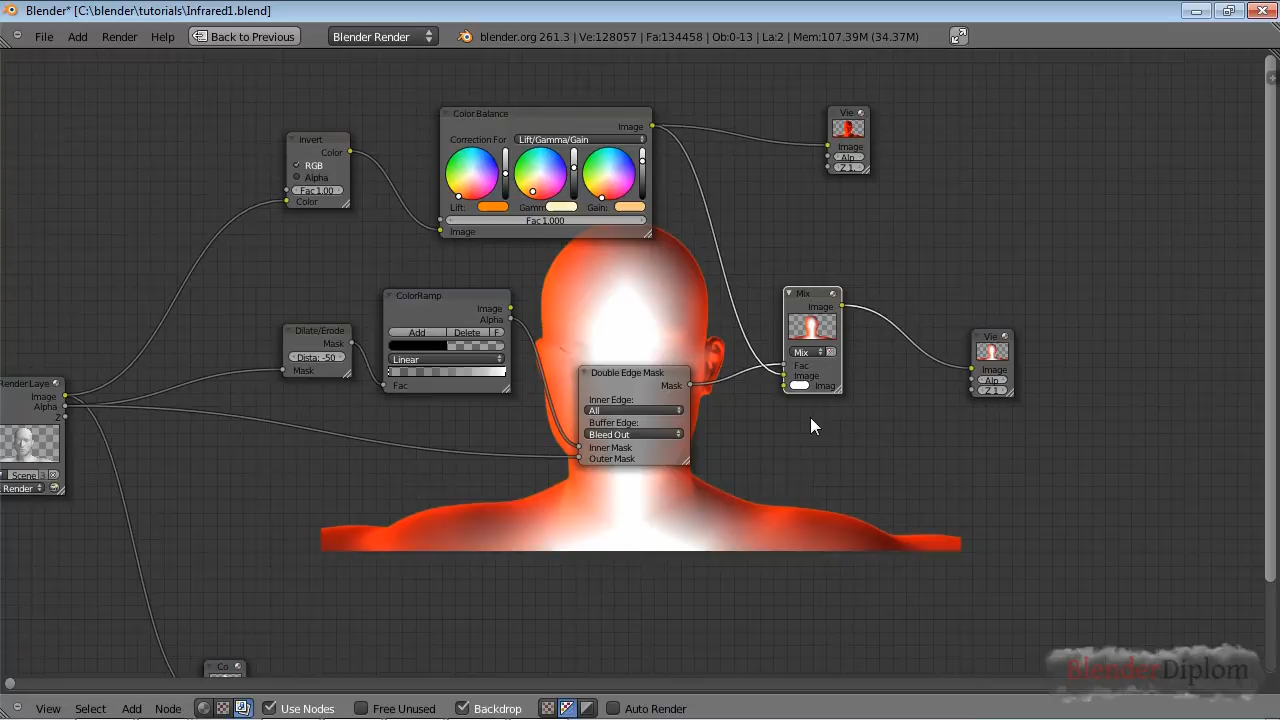 Blender* [C:\blender\tutorials\Infrared1.blend]
File Add Render Help Back to Previous Blender Render blender.org 261.3 | Ve:128057 | Fa:134458 | Ob:0-13 | La:2 | Mem:107.39M (34.37M)
Invert
Color
RGB
Alpha
Fac 1.00
Color
Color Balance
Image
Correction For Lift/Gamma/Gain
Lift: Gamm Gain:
Fac 1.000
Image
Vie
Image
Alp
Z 1.
ColorRamp
Image
Alpha
Add Delete F
Linear
Fac
Dilate/Erode
Mask
Dista: -50
Mask
Render Laye
Image
Alpha
Z
Scene 3
Render
Double Edge Mask
Mask
Inner Edge:
All
Buffer Edge:
Bleed Out
Inner Mask
Outer Mask
Mix
Image
Mix
Fac
Image
Imag
Vie
Image
Alp
Z 1.
Co
BlenderDiplom
View Select Add Node Use Nodes Free Unused Backdrop Auto Render